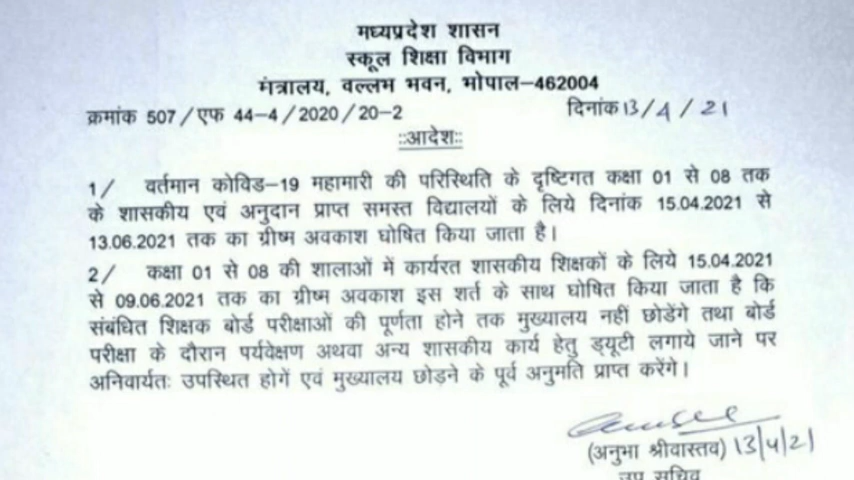 मध्यप्रदेश शासन
स्कूल शिक्षा विभाग
मंत्रालय, वल्लभ भवन, भोपाल–462004
क्रमांक 507/एफ 44–4/2020/20–2 दिनांक 13/4/21
::आदेश::
1/ वर्तमान कोविड–19 महामारी की परिस्थिति के दृष्टिगत कक्षा 01 से 08 तक
के शासकीय एवं अनुदान प्राप्त समस्त विद्यालयों के लिये दिनांक 15.04.2021 से
13.06.2021 तक का ग्रीष्म अवकाश घोषित किया जाता है।
2/ कक्षा 01 से 08 की शालाओं में कार्यरत शासकीय शिक्षकों के लिये 15.04.2021
से 09.06.2021 तक का ग्रीष्म अवकाश इस शर्त के साथ घोषित किया जाता है कि
संबंधित शिक्षक बोर्ड परीक्षाओं की पूर्णता होने तक मुख्यालय नहीं छोडेंगे तथा बोर्ड
परीक्षा के दौरान पर्यवेक्षण अथवा अन्य शासकीय कार्य हेतु ड्यूटी लगाये जाने पर
अनिवार्यतः उपस्थित होगें एवं मुख्यालय छोड़ने के पूर्व अनुमति प्राप्त करेंगे।
(अनुभा श्रीवास्तव) 13/4/21
उप सचिव